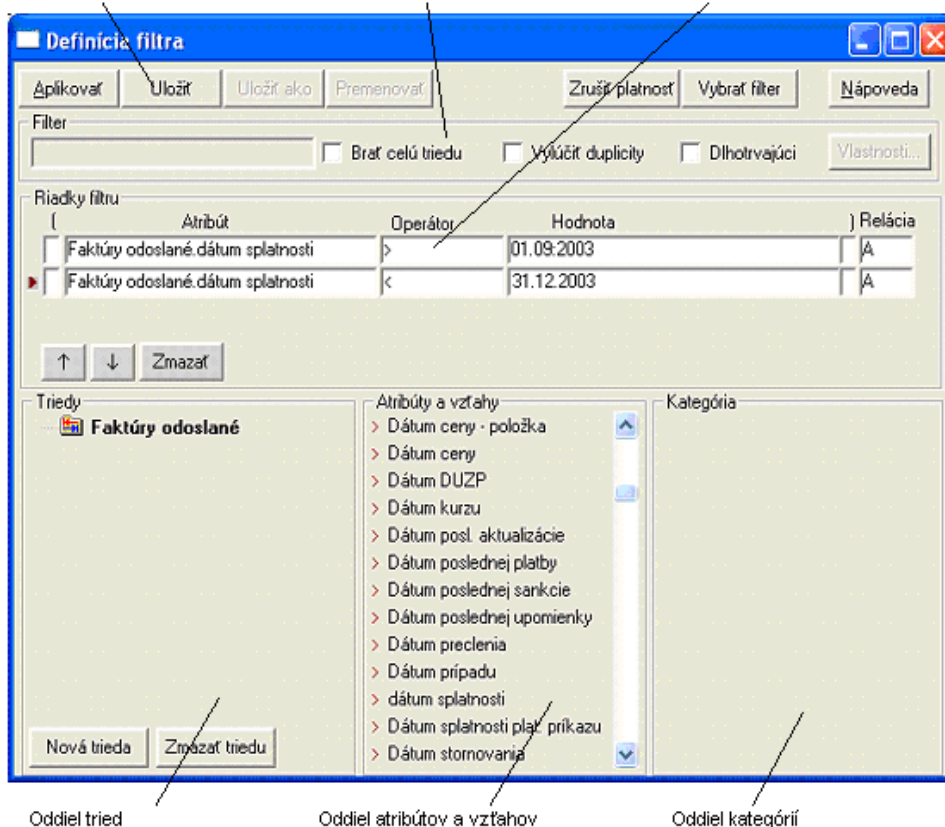 Definícia filtra
Aplikovať Uložiť Uložiť ako Premenovať Zrušiť platnosť Vybrať filter Nápoveda
Filter
Brať celú triedu Vylúčiť duplicity Dlhotrvajúci Vlastnosti...
Riadky filtru
( Atribút Operátor Hodnota ) Relácia
Faktúry odoslané.dátum splatnosti > 01.09.2003 A
Faktúry odoslané.dátum splatnosti < 31.12.2003 A
↑ ↓ Zmazať
Triedy Atribúty a vzťahy Kategória
Faktúry odoslané
> Dátum ceny - položka
> Dátum ceny
> Dátum DUZP
> Dátum kurzu
> Dátum posl. aktualizácie
> Dátum poslednej platby
> Dátum poslednej sankcie
> Dátum poslednej upomienky
> Dátum preclenia
> Dátum prípadu
> dátum splatnosti
> Dátum splatnosti plat. príkazu
> Dátum stornovania
Nová trieda Zmazať triedu
Oddiel tried Oddiel atribútov a vzťahov Oddiel kategórií